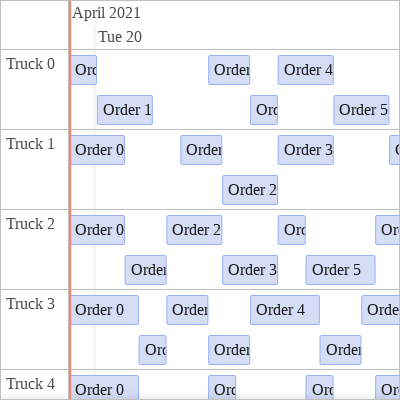 April 2021
Tue 20
Truck 0
Orc Order Order 4
Order 1 Orc Order 5
Truck 1
Order 0 Order Order 3
Order 2
Truck 2
Order 0 Order 2 Orc Or
Order Order 3 Order 5
Truck 3
Order 0 Order Order 4 Orde
Orc Order Order
Truck 4
Order 0 Orc Orc Or